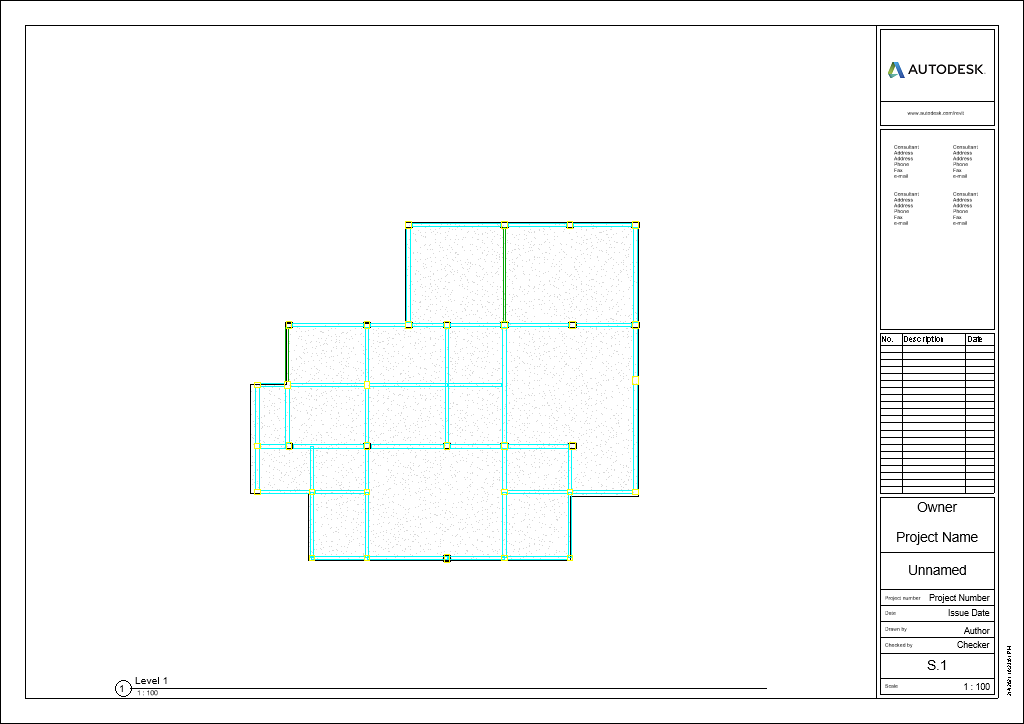 AUTODESK
www.autodesk.com/revit
Consultant
Address
Address
Phone
Fax
e-mail
Consultant
Address
Address
Phone
Fax
e-mail
Consultant
Address
Address
Phone
Fax
e-mail
Consultant
Address
Address
Phone
Fax
e-mail
No. Description Date
Owner
Project Name
Unnamed
Project number Project Number
Date Issue Date
Drawn by Author
Checked by Checker
S.1
Scale 1 : 100
1 Level 1
1 : 100